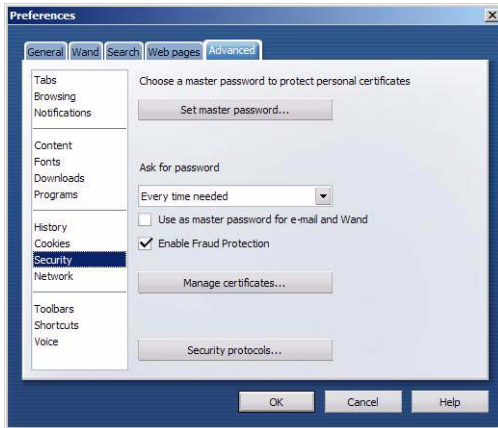 Preferences
General
Wand
Search
Web pages
Advanced
Tabs
Browsing
Notifications
Content
Fonts
Downloads
Programs
History
Cookies
Security
Network
Toolbars
Shortcuts
Voice
Choose a master password to protect personal certificates
Set master password...
Ask for password
Every time needed
Use as master password for e-mail and Wand
Enable Fraud Protection
Manage certificates...
Security protocols...
OK
Cancel
Help